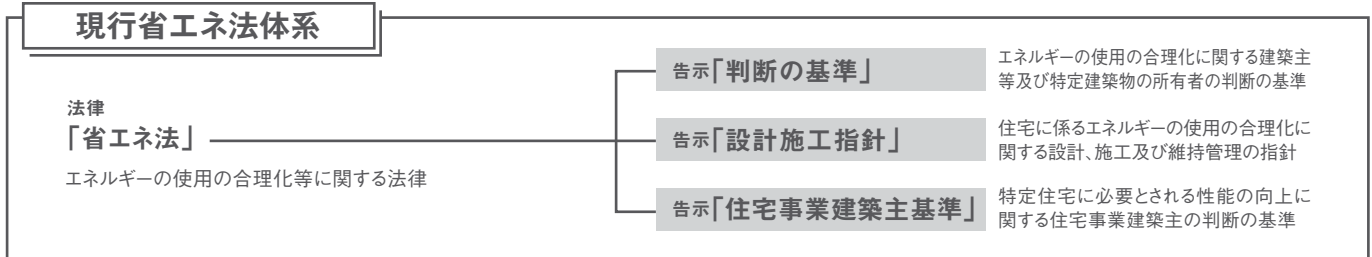 現行省エネ法体系
法律
「省エネ法」
エネルギーの使用の合理化等に関する法律
告示「判断の基準」
エネルギーの使用の合理化に関する建築主
等及び特定建築物の所有者の判断の基準
告示「設計施工指針」
住宅に係るエネルギーの使用の合理化に
関する設計、施工及び維持管理の指針
告示「住宅事業建築主基準」
特定住宅に必要とされる性能の向上に
関する住宅事業建築主の判断の基準